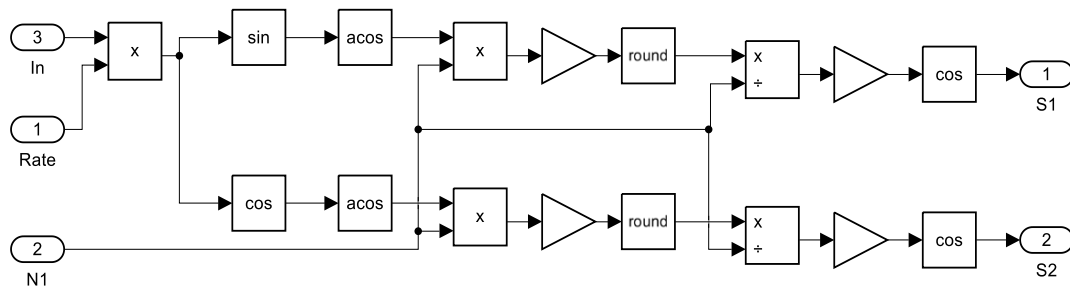 3
In
x
sin
acos
x
round
x
÷
cos
1
S1
1
Rate
cos
acos
x
round
x
÷
cos
2
S2
2
N1